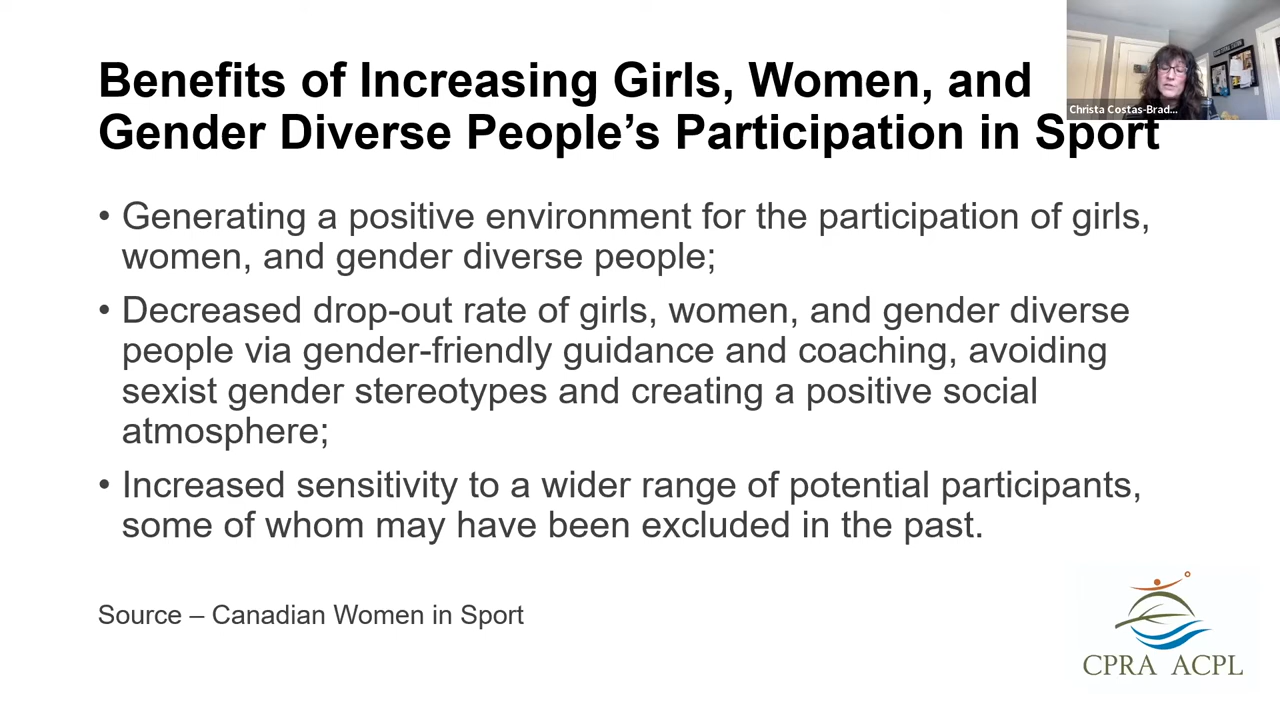 Benefits of Increasing Girls, Women, and
Gender Diverse People's Participation in Sport
Christa Costas-Brad...
• Generating a positive environment for the participation of girls,
women, and gender diverse people;
• Decreased drop-out rate of girls, women, and gender diverse
people via gender-friendly guidance and coaching, avoiding
sexist gender stereotypes and creating a positive social
atmosphere;
• Increased sensitivity to a wider range of potential participants,
some of whom may have been excluded in the past.
Source – Canadian Women in Sport
CPRA ACPL